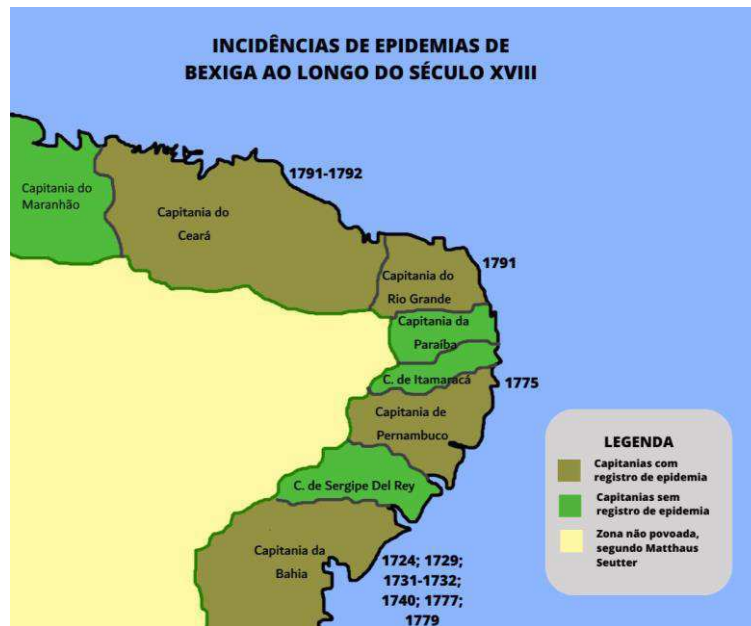 INCIDÊNCIAS DE EPIDEMIAS DE
BEXIGA AO LONGO DO SÉCULO XVIII
1791-1792
Capitania do
Maranhão
Capitania do
Ceará
1791
Capitania do
Rio Grande
Capitania da
Paraíba
C. de Itamaracá
1775
Capitania de
Pernambuco
C. de Sergipe Del Rey
Capitania da
Bahia
1724; 1729;
1731-1732;
1740; 1777;
1779
LEGENDA
Capitanias com
registro de epidemia
Capitanias sem
registro de epidemia
Zona não povoada,
segundo Matthaus
Seutter